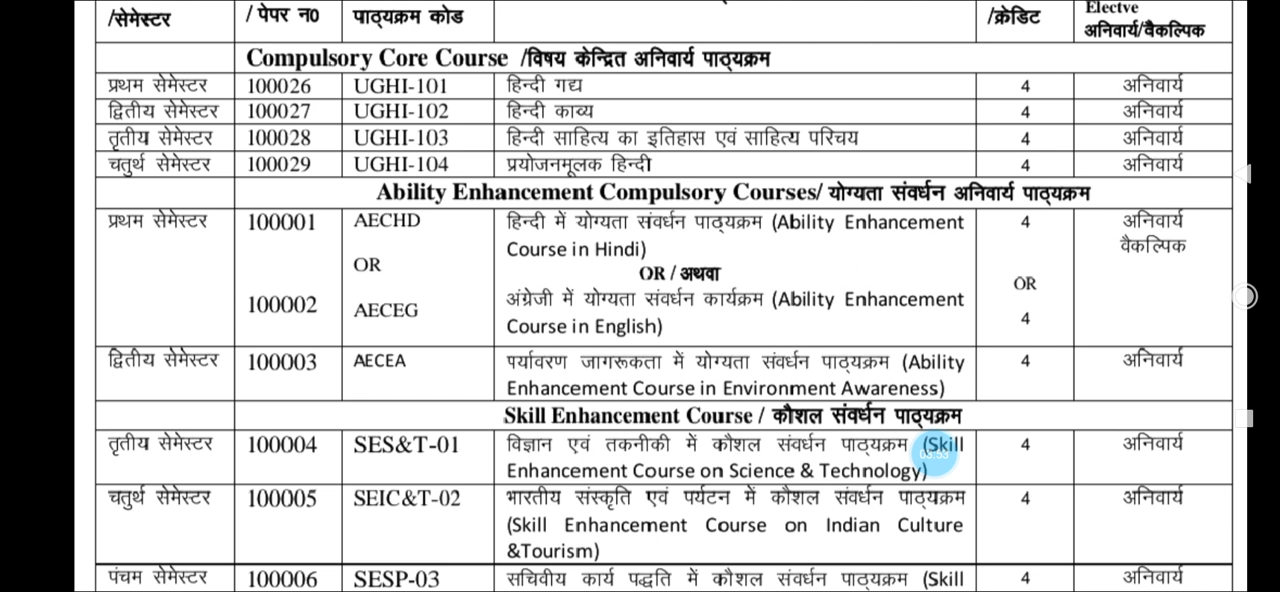 /सेमेस्टर / पेपर न0 पाठ्यक्रम कोड /क्रेडिट Electve
अनिवार्य/वैकल्पिक
Compulsory Core Course /विषय केन्द्रित अनिवार्य पाठ्यक्रम
प्रथम सेमेस्टर 100026 UGHI-101 हिन्दी गद्य 4 अनिवार्य
द्वितीय सेमेस्टर 100027 UGHI-102 हिन्दी काव्य 4 अनिवार्य
तृतीय सेमेस्टर 100028 UGHI-103 हिन्दी साहित्य का इतिहास एवं साहित्य परिचय 4 अनिवार्य
चतुर्थ सेमेस्टर 100029 UGHI-104 प्रयोजनमूलक हिन्दी 4 अनिवार्य
Ability Enhancement Compulsory Courses/ योग्यता संवर्धन अनिवार्य पाठ्यक्रम
प्रथम सेमेस्टर 100001 AECHD हिन्दी में योग्यता संवर्धन पाठ्यक्रम (Ability Enhancement 4 अनिवार्य
Course in Hindi) वैकल्पिक
OR OR / अथवा OR
100002 AECEG अंग्रेजी में योग्यता संवर्धन कार्यक्रम (Ability Enhancement 4
Course in English)
द्वितीय सेमेस्टर 100003 AECEA पर्यावरण जागरूकता में योग्यता संवर्धन पाठ्यक्रम (Ability 4 अनिवार्य
Enhancement Course in Environment Awareness)
Skill Enhancement Course / कौशल संवर्धन पाठ्यक्रम
तृतीय सेमेस्टर 100004 SES&T-01 विज्ञान एवं तकनीकी में कौशल संवर्धन पाठ्यक्रम (Skill 4 अनिवार्य
03:53
Enhancement Course on Science & Technology)
चतुर्थ सेमेस्टर 100005 SEIC&T-02 भारतीय संस्कृति एवं पर्यटन में कौशल संवर्धन पाठ्यक्रम 4 अनिवार्य
(Skill Enhancement Course on Indian Culture
&Tourism)
पंचम सेमेस्टर 100006 SESP-03 सचिवीय कार्य पद्धति में कौशल संवर्धन पाठ्यक्रम (Skill 4 अनिवार्य